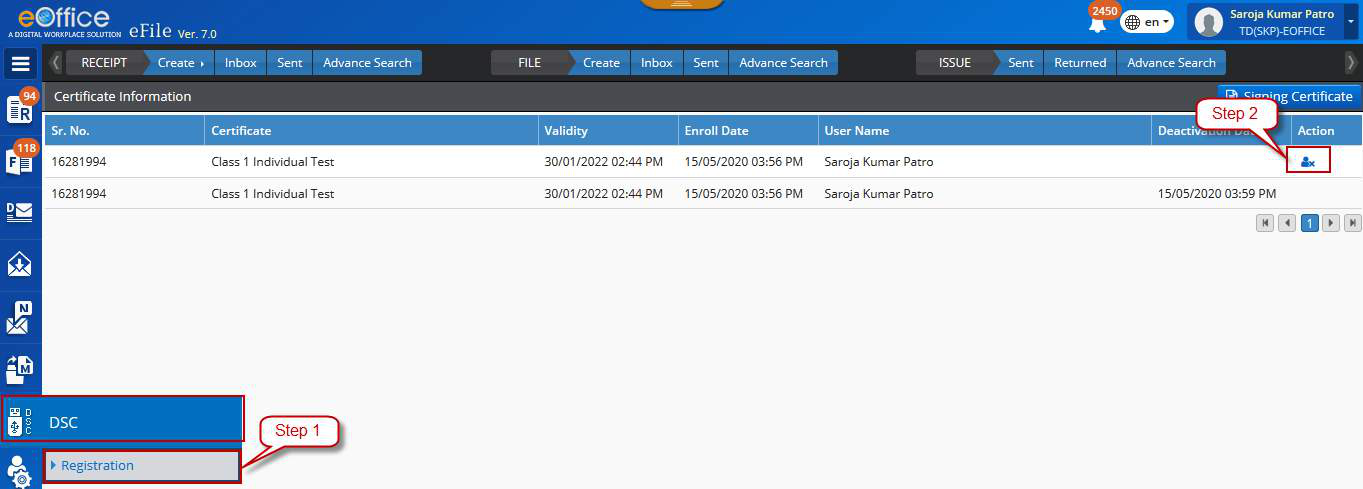 eOffice
A DIGITAL WORKPLACE SOLUTION
eFile Ver. 7.0
2450
en
Saroja Kumar Patro
TD(SKP)-EOFFICE
RECEIPT Create Inbox Sent Advance Search FILE Create Inbox Sent Advance Search ISSUE Sent Returned Advance Search
94
R
Certificate Information
Signing Certificate
Step 2
Sr. No. Certificate Validity Enroll Date User Name Deactivation Action
118
F
16281994 Class 1 Individual Test 30/01/2022 02:44 PM 15/05/2020 03:56 PM Saroja Kumar Patro
16281994 Class 1 Individual Test 30/01/2022 02:44 PM 15/05/2020 03:56 PM Saroja Kumar Patro 15/05/2020 03:59 PM
D
1
N
M
DSC
DSC
Step 1
Registration